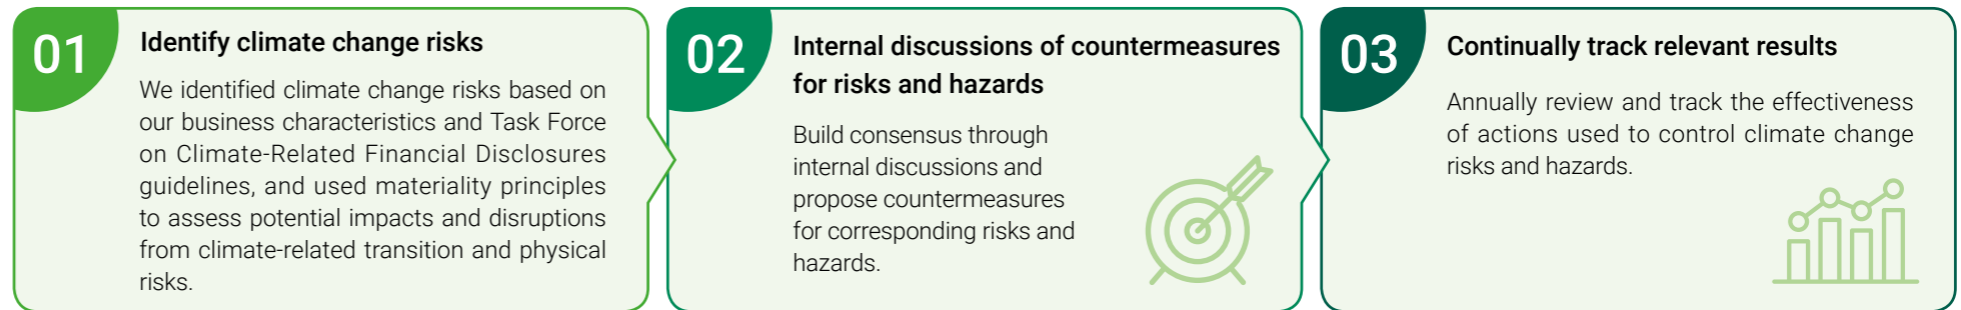 01
Identify climate change risks
We identified climate change risks based on
our business characteristics and Task Force
on Climate-Related Financial Disclosures
guidelines, and used materiality principles
to assess potential impacts and disruptions
from climate-related transition and physical
risks.
02
Internal discussions of countermeasures
for risks and hazards
Build consensus through
internal discussions and
propose countermeasures
for corresponding risks and
hazards.
03
Continually track relevant results
Annually review and track the effectiveness
of actions used to control climate change
risks and hazards.